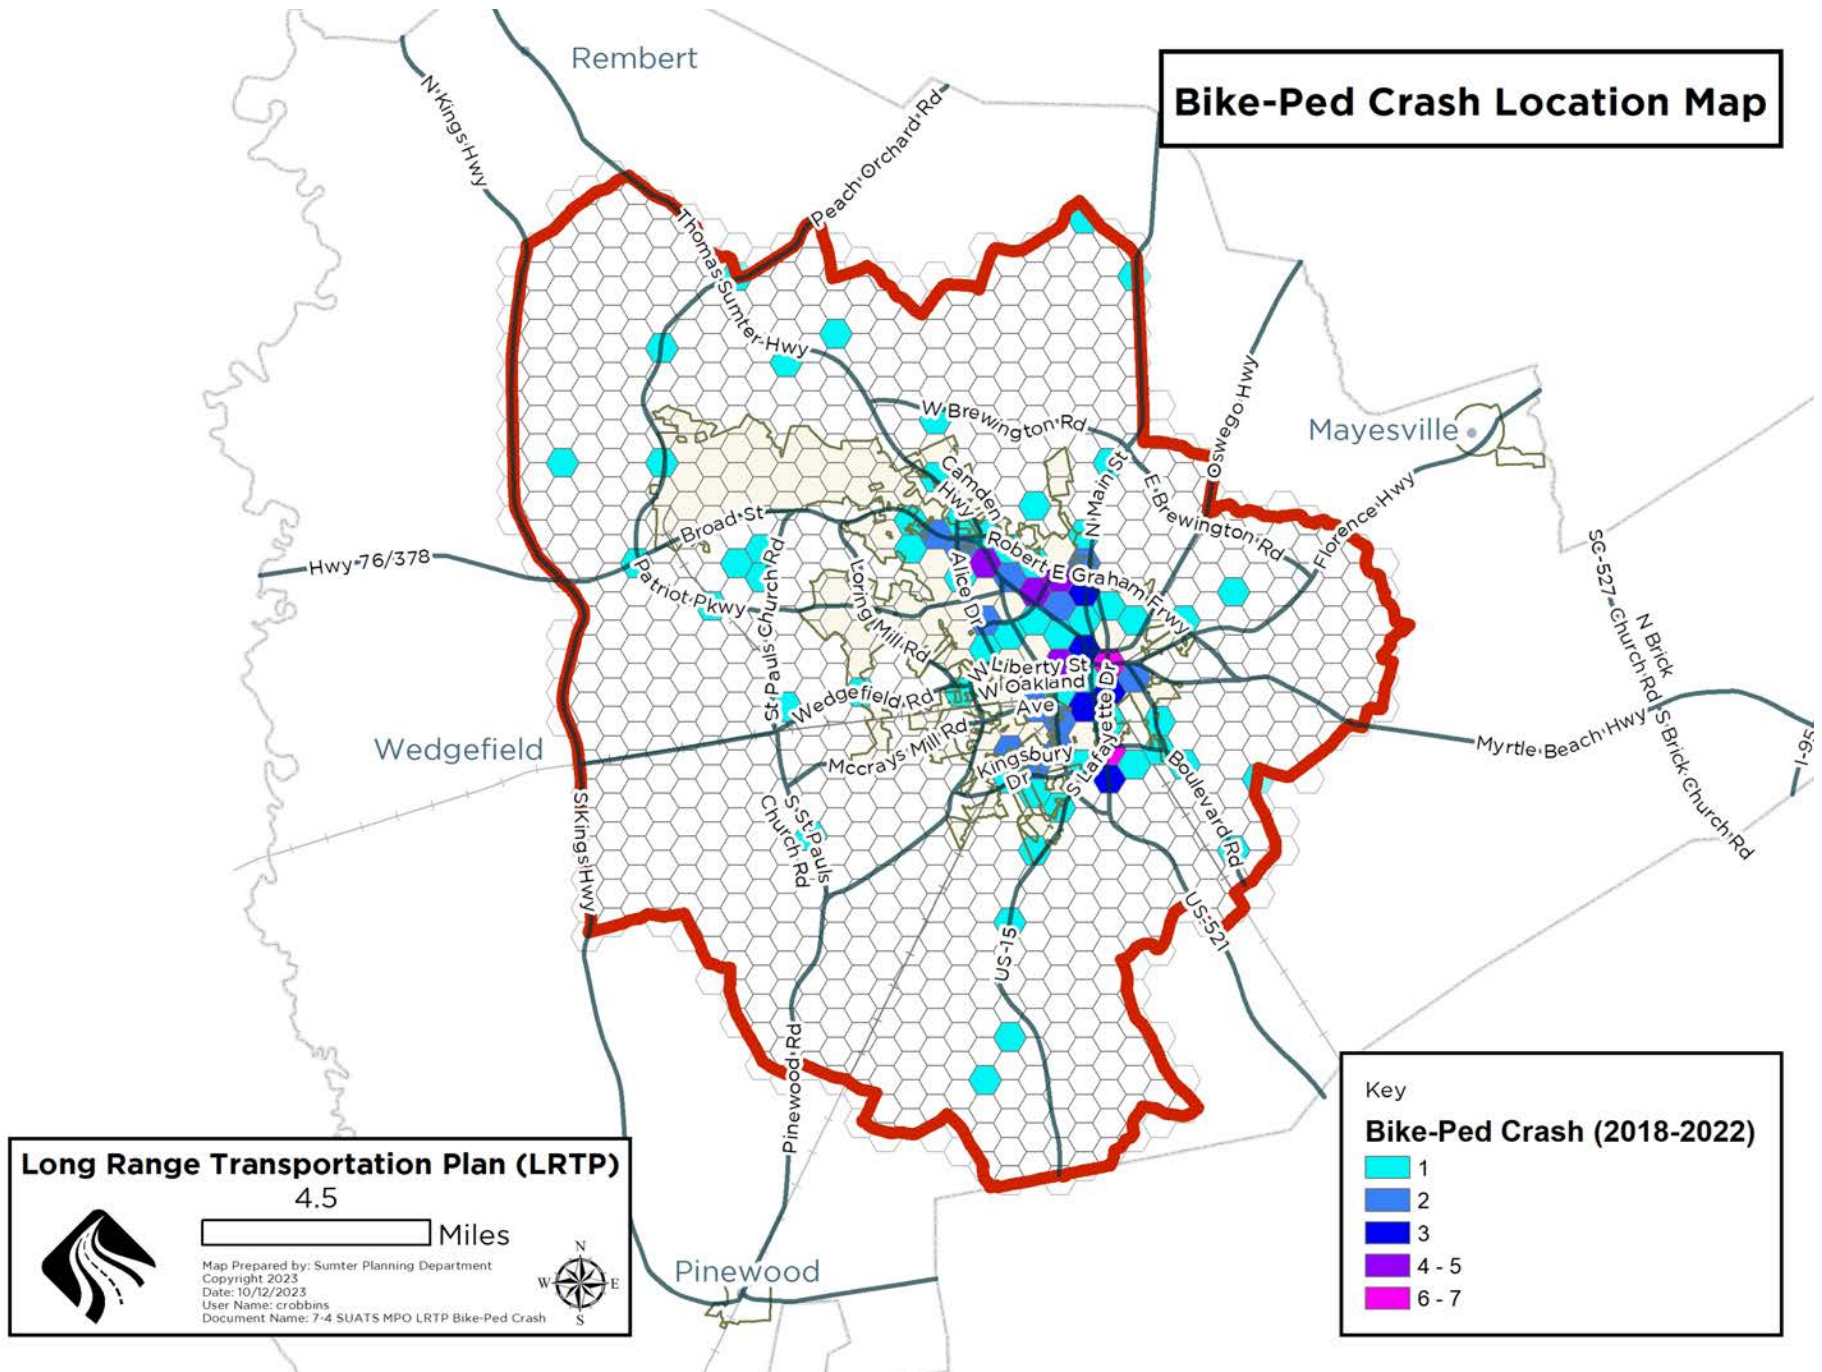 Rembert
Bike-Ped Crash Location Map
N Kings Hwy
Peach Orchard Rd
Thomas Sumter Hwy
W Brewington Rd
Oswego Hwy
Mayesville
Camden
Hwy
N Main St
E Brewington Rd
Florence Hwy
Broad St
Hwy 76/378
Patriot Pkwy
St Pauls Church Rd
Loring Mill Rd
Alice Dr
Robert E Graham Frwy
SC-527 Church Rd
N Brick
W Liberty St
W Oakland
Ave
Wedgefield Rd
Wedgefield
Mccrays Mill Rd
Kingsbury
Dr
S Lafayette Dr
Boulevard Rd
Myrtle Beach Hwy
S Brick Church Rd
I-95
S Kings Hwy
S St Pauls
Church Rd
US-15
US-521
Pinewood Rd
Pinewood
Key
Bike-Ped Crash (2018-2022)
1
2
3
4 - 5
6 - 7
Long Range Transportation Plan (LRTP)
4.5
Miles
Map Prepared by: Sumter Planning Department
Copyright 2023
Date: 10/12/2023
User Name: crobbins
Document Name: 7-4 SUATS MPO LRTP Bike-Ped Crash
N
W
E
S